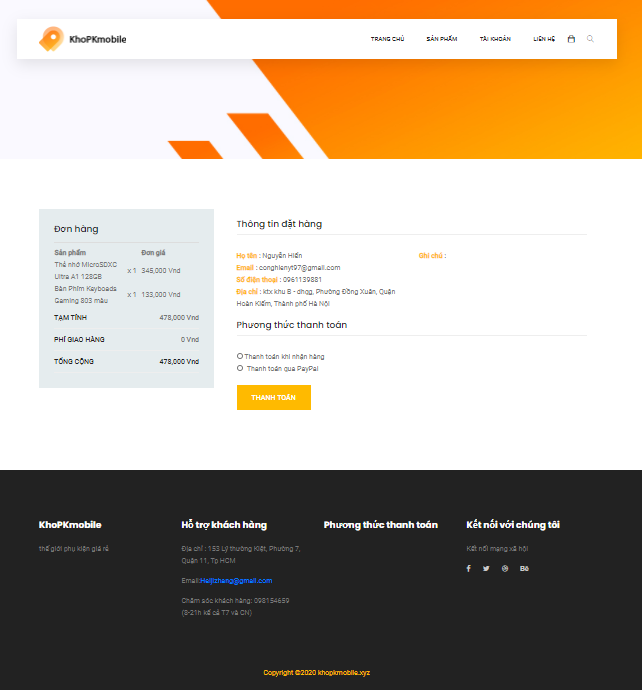 KhoPKmobile
TRANG CHỦ SẢN PHẨM TÀI KHOẢN LIÊN HỆ
Đơn hàng
Sản phẩm Đơn giá
Thẻ nhớ MicroSDXC
Ultra A1 128GB x 1 345,000 Vnd
Bàn Phím Keyboads
Gaming 803 màu x 1 133,000 Vnd
TẠM TÍNH 478,000 Vnd
PHÍ GIAO HÀNG 0 Vnd
TỔNG CỘNG 478,000 Vnd
Thông tin đặt hàng
Họ tên : Nguyễn Hiến Ghi chú :
Email :conghienyt97@gmail.com
Số điện thoại : 0961139881
Địa chỉ : ktx khu B - dhqg, Phường Đồng Xuân, Quận
Hoàn Kiếm, Thành phố Hà Nội
Phương thức thanh toán
Thanh toán khi nhận hàng
Thanh toán qua PayPal
THANH TOÁN
KhoPKmobile
thế giới phụ kiện giá rẻ
Hỗ trợ khách hàng
Địa chỉ : 153 Lý thường Kiệt, Phường 7,
Quận 11, Tp HCM
Email:Heijizhang@gmail.com
Chăm sóc khách hàng: 098154659
(8-21h kể cả T7 và CN)
Phương thức thanh toán
Kết nối với chúng tôi
Kết nối mạng xã hội
Bē
Copyright ©2020 khopkmobile.xyz